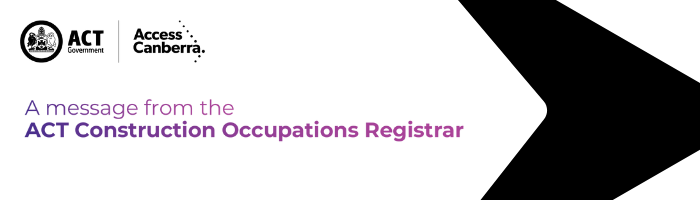 ACT
Government
Access
Canberra.
A message from the
ACT Construction Occupations Registrar